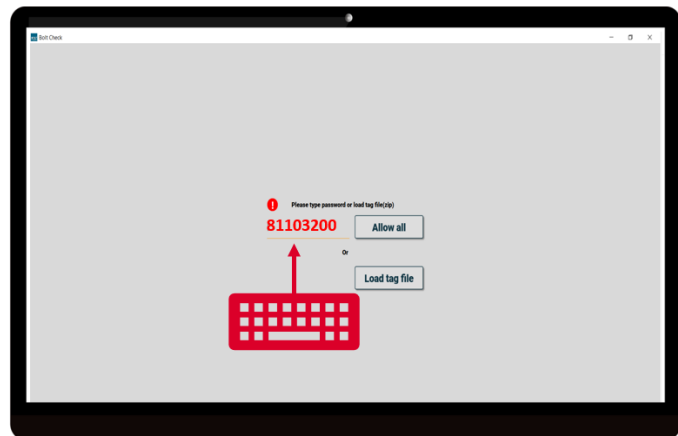 Bolt Check
Please type password or load tag file(zip)
81103200
Allow all
Or
Load tag file